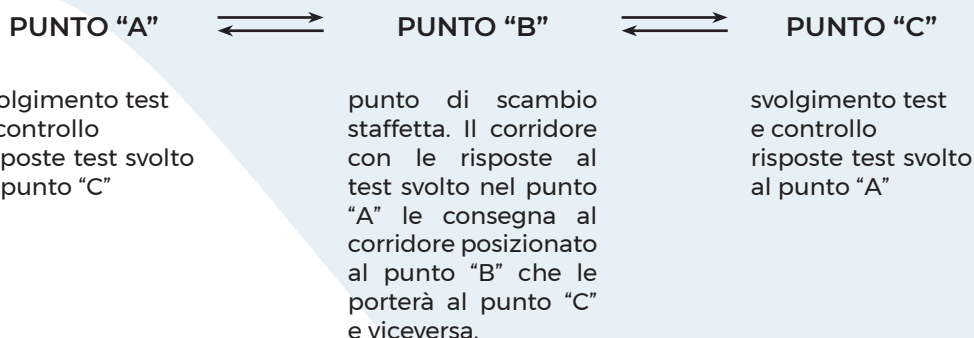 PUNTO “A”
PUNTO “B”
PUNTO “C”
test
controllo
test svolto
punto “C”
punto di scambio
staffetta. Il corridore
con le risposte al
test svolto nel punto
“A” le consegna al
corridore posizionato
al punto “B” che le
porterà al punto “C”
e viceversa.
svolgimento test
e controllo
risposte test svolto
al punto “A”